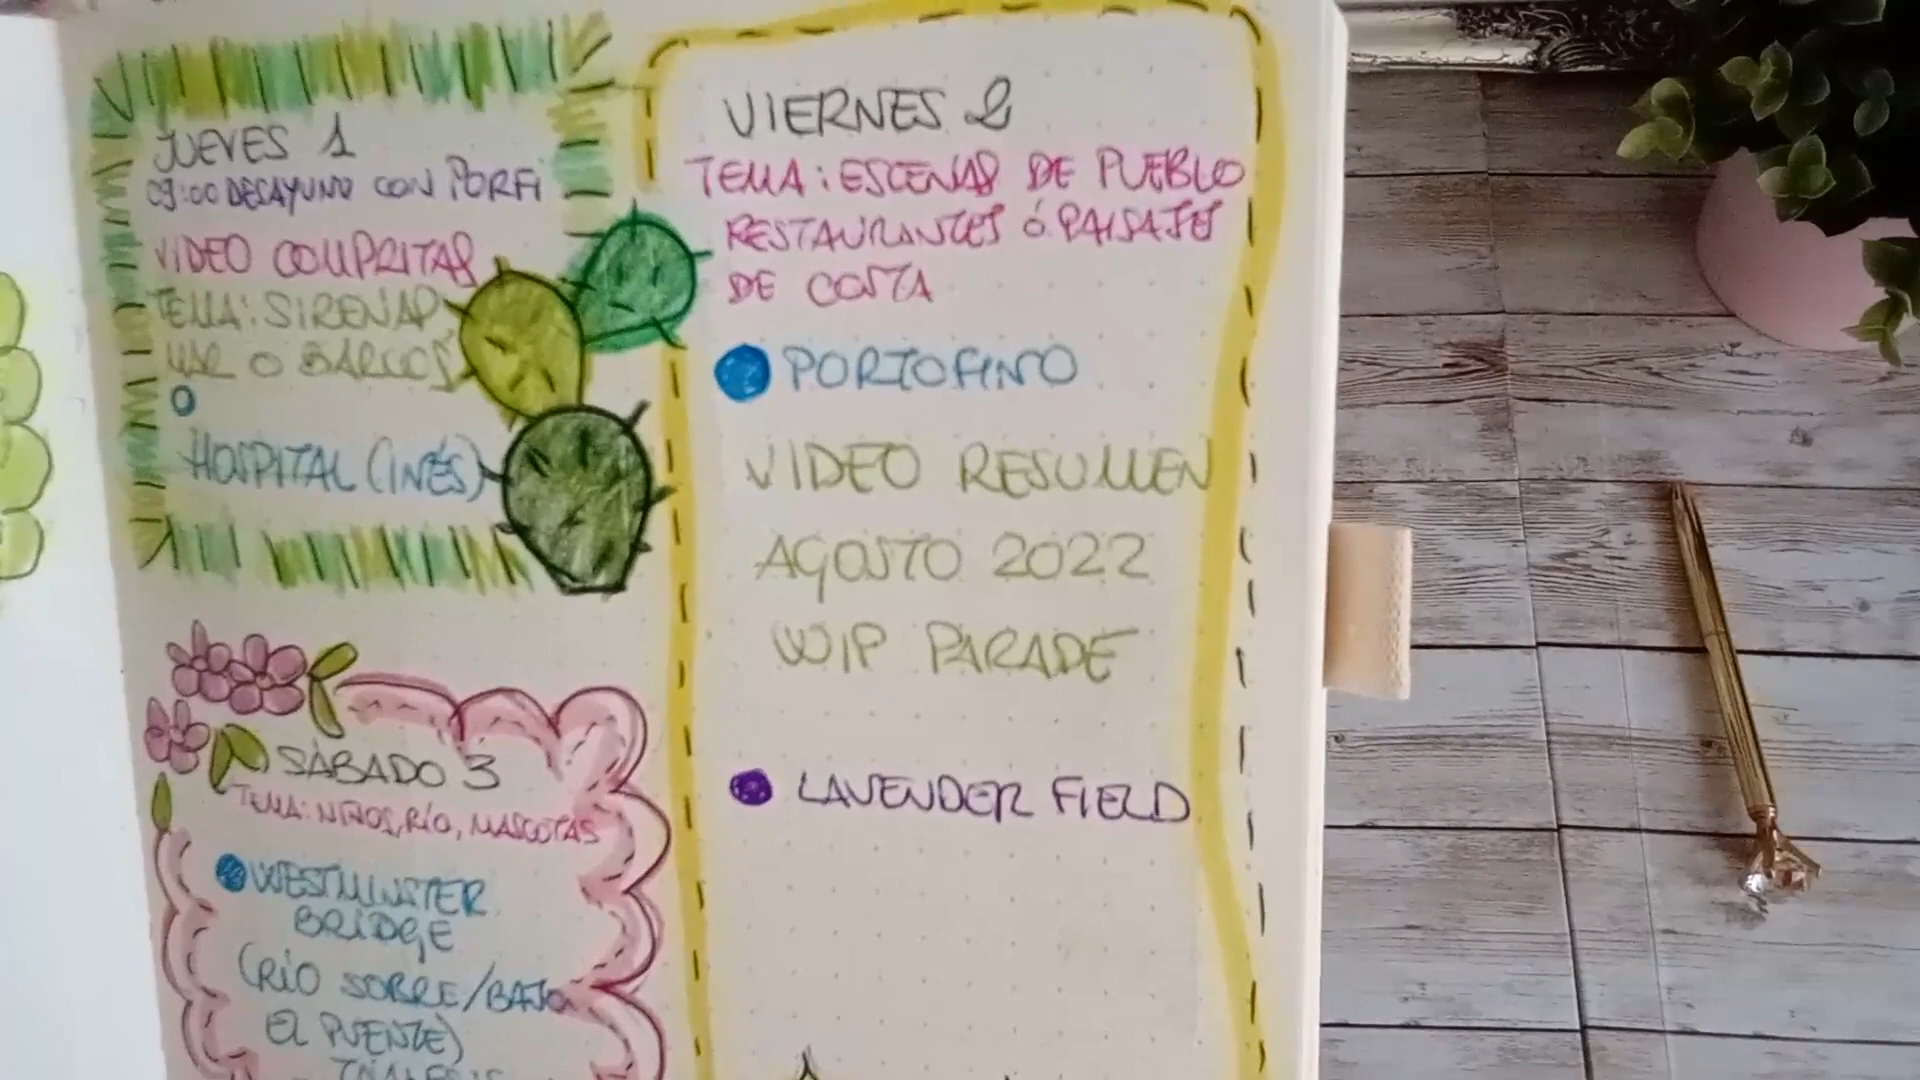 JUEVES 1
09:00 DESAYUNO CON PORFI
VIDEO COMPRITAS
TEMA: SIRENAS
MAR O BARCOS
HOSPITAL (INÉS)
SÁBADO 3
TEMA: NIÑOS, RÍO, MASCOTAS
WESTMINSTER
BRIDGE
(RÍO SOBRE/BAJO
EL PUENTE)
VIERNES 2
TEMA: ESCENAS DE PUEBLO
RESTAURANTES Ó PAISAJES
DE COSTA
PORTOFINO
VIDEO RESUMEN
AGOSTO 2022
WIP PARADE
LAVENDER FIELD